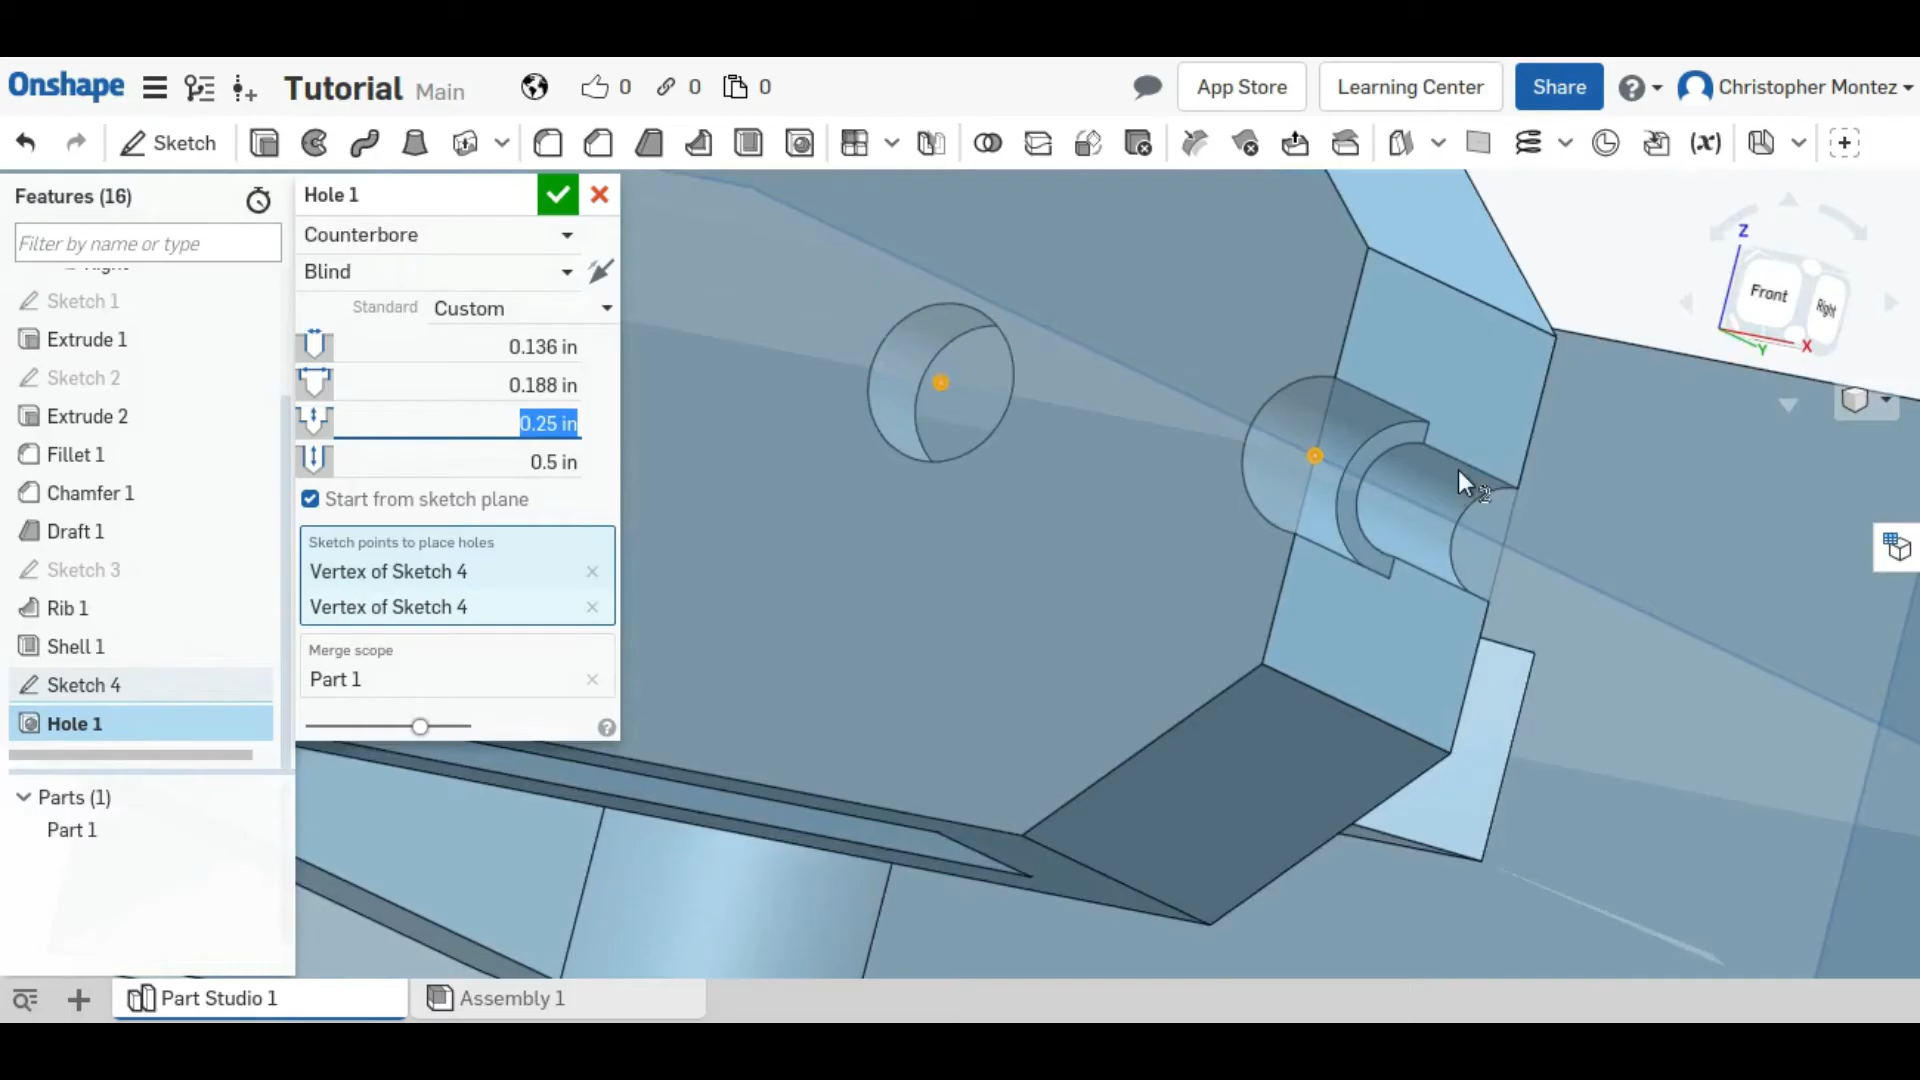 Onshape
Tutorial Main
0
0
0
App Store
Learning Center
Share
Christopher Montez
Sketch
Features (16)
Filter by name or type
Right
Sketch 1
Extrude 1
Sketch 2
Extrude 2
Fillet 1
Chamfer 1
Draft 1
Sketch 3
Rib 1
Shell 1
Sketch 4
Hole 1
Parts (1)
Part 1
Hole 1
Counterbore
Blind
Standard Custom
0.136 in
0.188 in
0.25 in
0.5 in
Start from sketch plane
Sketch points to place holes
Vertex of Sketch 4
Vertex of Sketch 4
Merge scope
Part 1
Z
Front
Right
X
Y
Part Studio 1
Assembly 1